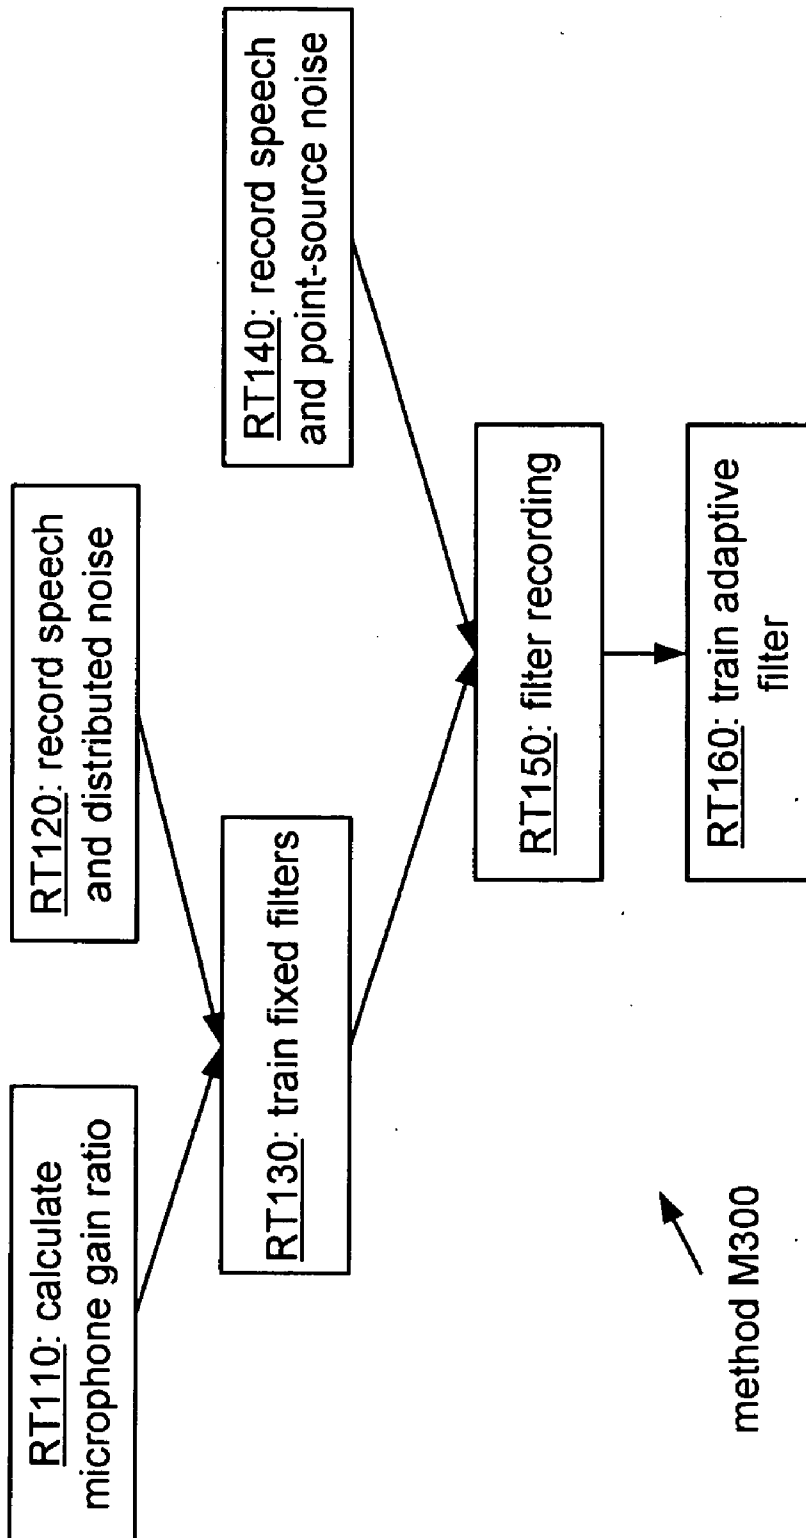 RT110: calculate
microphone gain ratio
RT120: record speech
and distributed noise
RT130: train fixed filters
RT140: record speech
and point-source noise
RT150: filter recording
RT160: train adaptive
filter
method M300